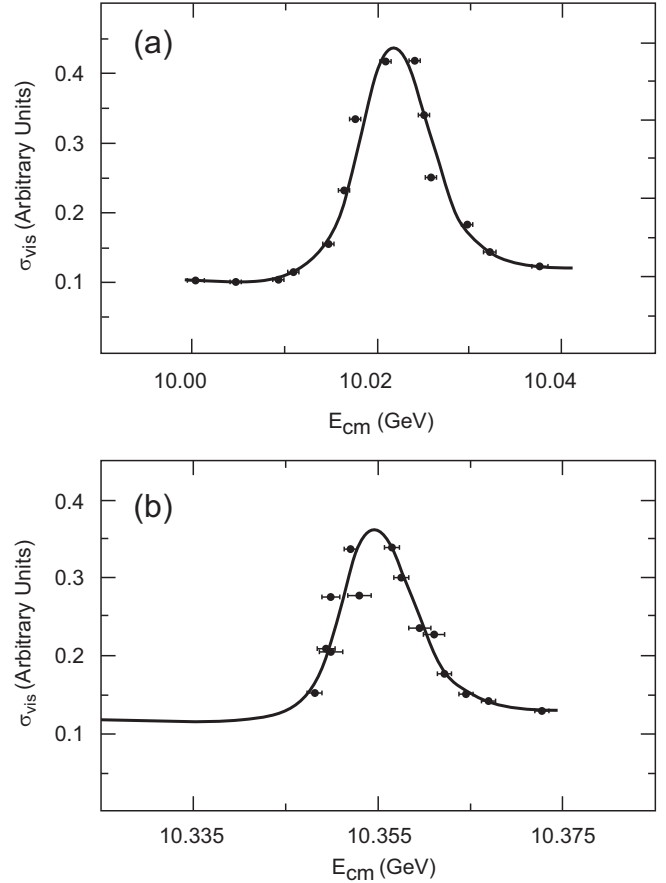 (a)
0.4
0.3
0.2
0.1
σvis (Arbitrary Units)
10.00 10.02 10.04
Ecm (GeV)
(b)
0.4
0.3
0.2
0.1
σvis (Arbitrary Units)
10.335 10.355 10.375
Ecm (GeV)